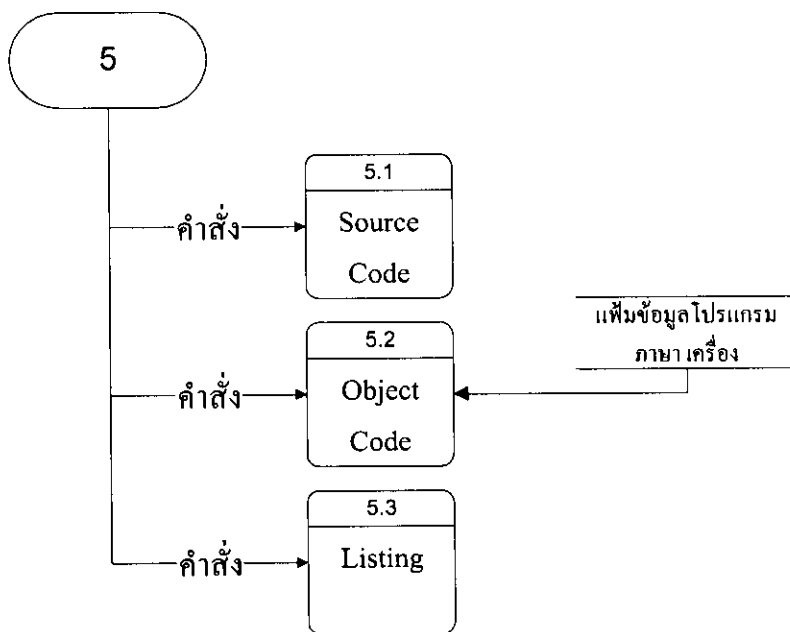 5
5.1
คำสั่ง
Source
Code
แฟ้มข้อมูลโปรแกรม
ภาษา เครื่อง
5.2
คำสั่ง
Object
Code
5.3
คำสั่ง
Listing